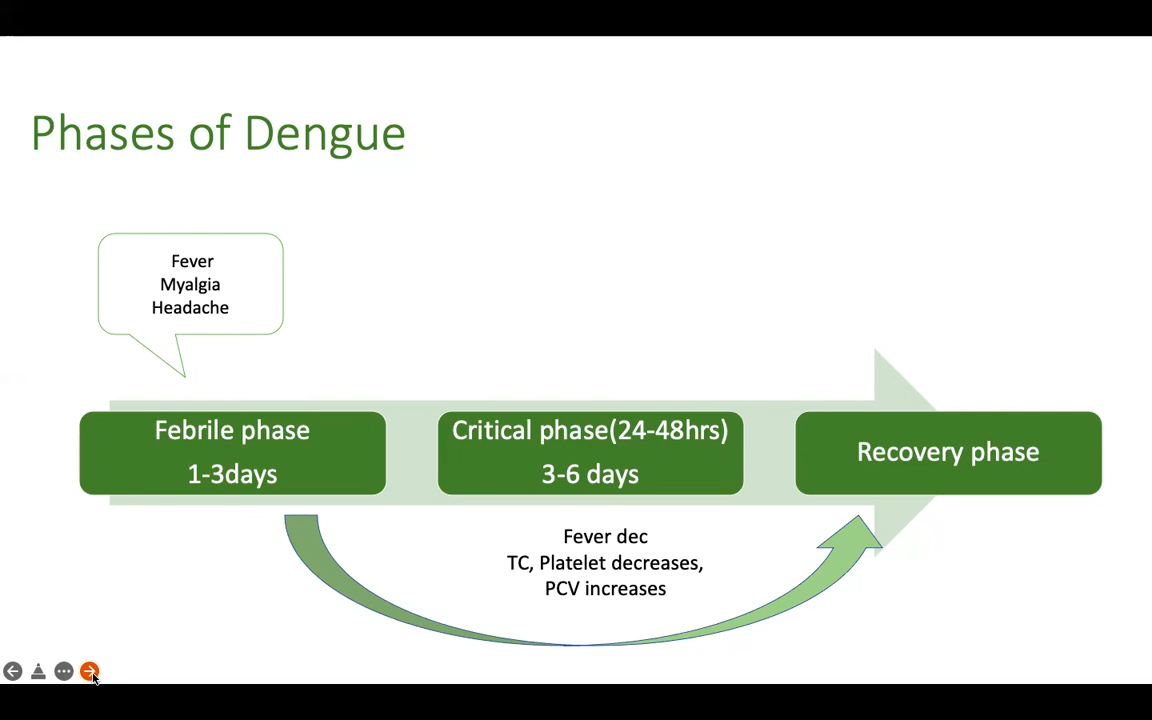 Phases of Dengue
Fever
Myalgia
Headache
Febrile phase
1-3days
Critical phase(24-48hrs)
3-6 days
Recovery phase
Fever dec
TC, Platelet decreases,
PCV increases